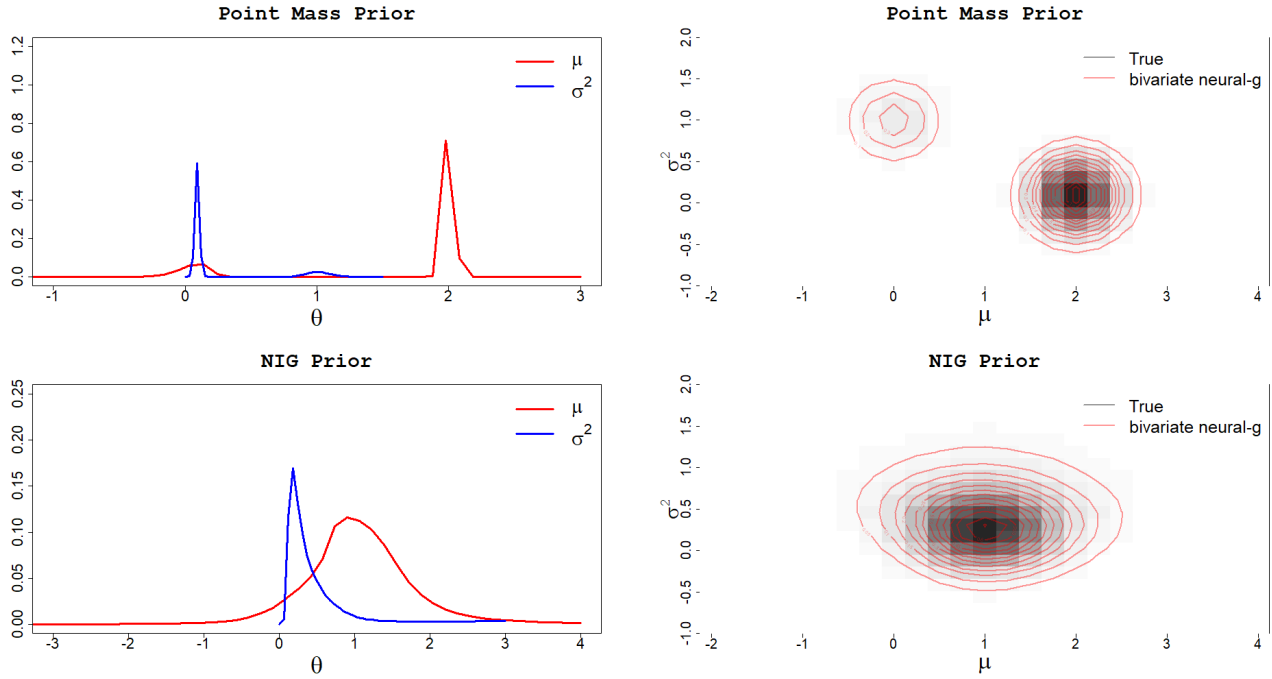 Point Mass Prior
1.2
1.0
0.8
0.6
0.4
0.2
0.0
μ
σ²
-1 0 1 2 3
θ
Point Mass Prior
2.0
1.5
1.0
0.5
0.0
-0.5
-1.0
σ²
True
bivariate neural-g
-2 -1 0 1 2 3 4
μ
NIG Prior
0.25
0.20
0.15
0.10
0.05
0.00
μ
σ²
-3 -2 -1 0 1 2 3 4
θ
NIG Prior
2.0
1.5
1.0
0.5
0.0
-0.5
-1.0
σ²
True
bivariate neural-g
-2 -1 0 1 2 3 4
μ